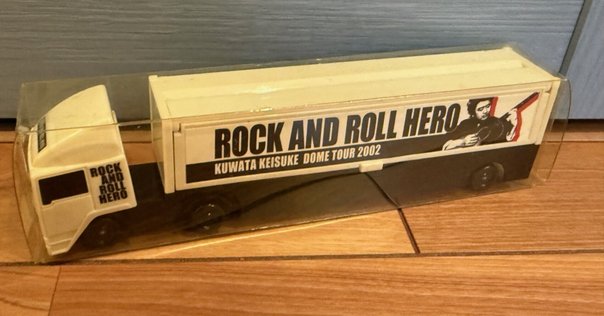 ROCK
AND
ROLL
HERO
ROCK AND ROLL HERO
KUWATA KEISUKE DOME TOUR 2002